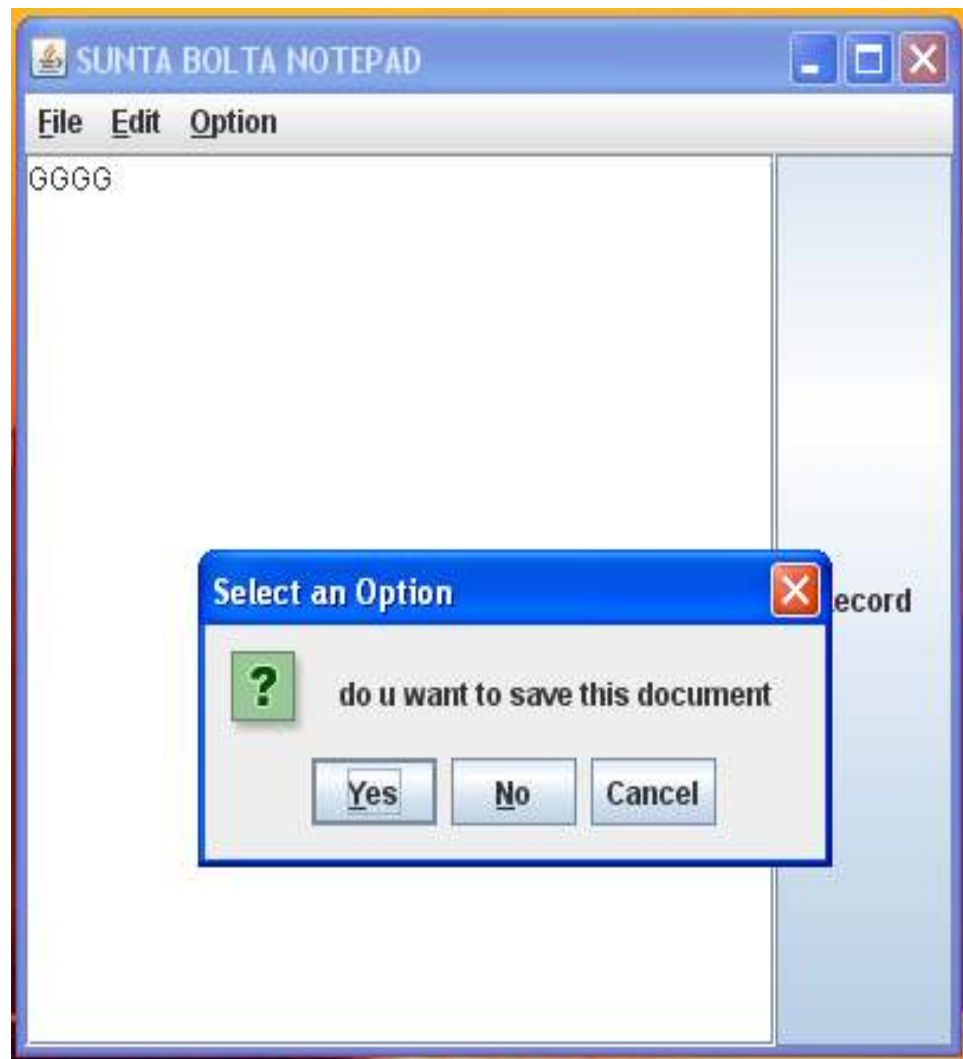 SUNTA BOLTA NOTEPAD
File Edit Option
GGGG
Select an Option
ecord
do u want to save this document
Yes No Cancel